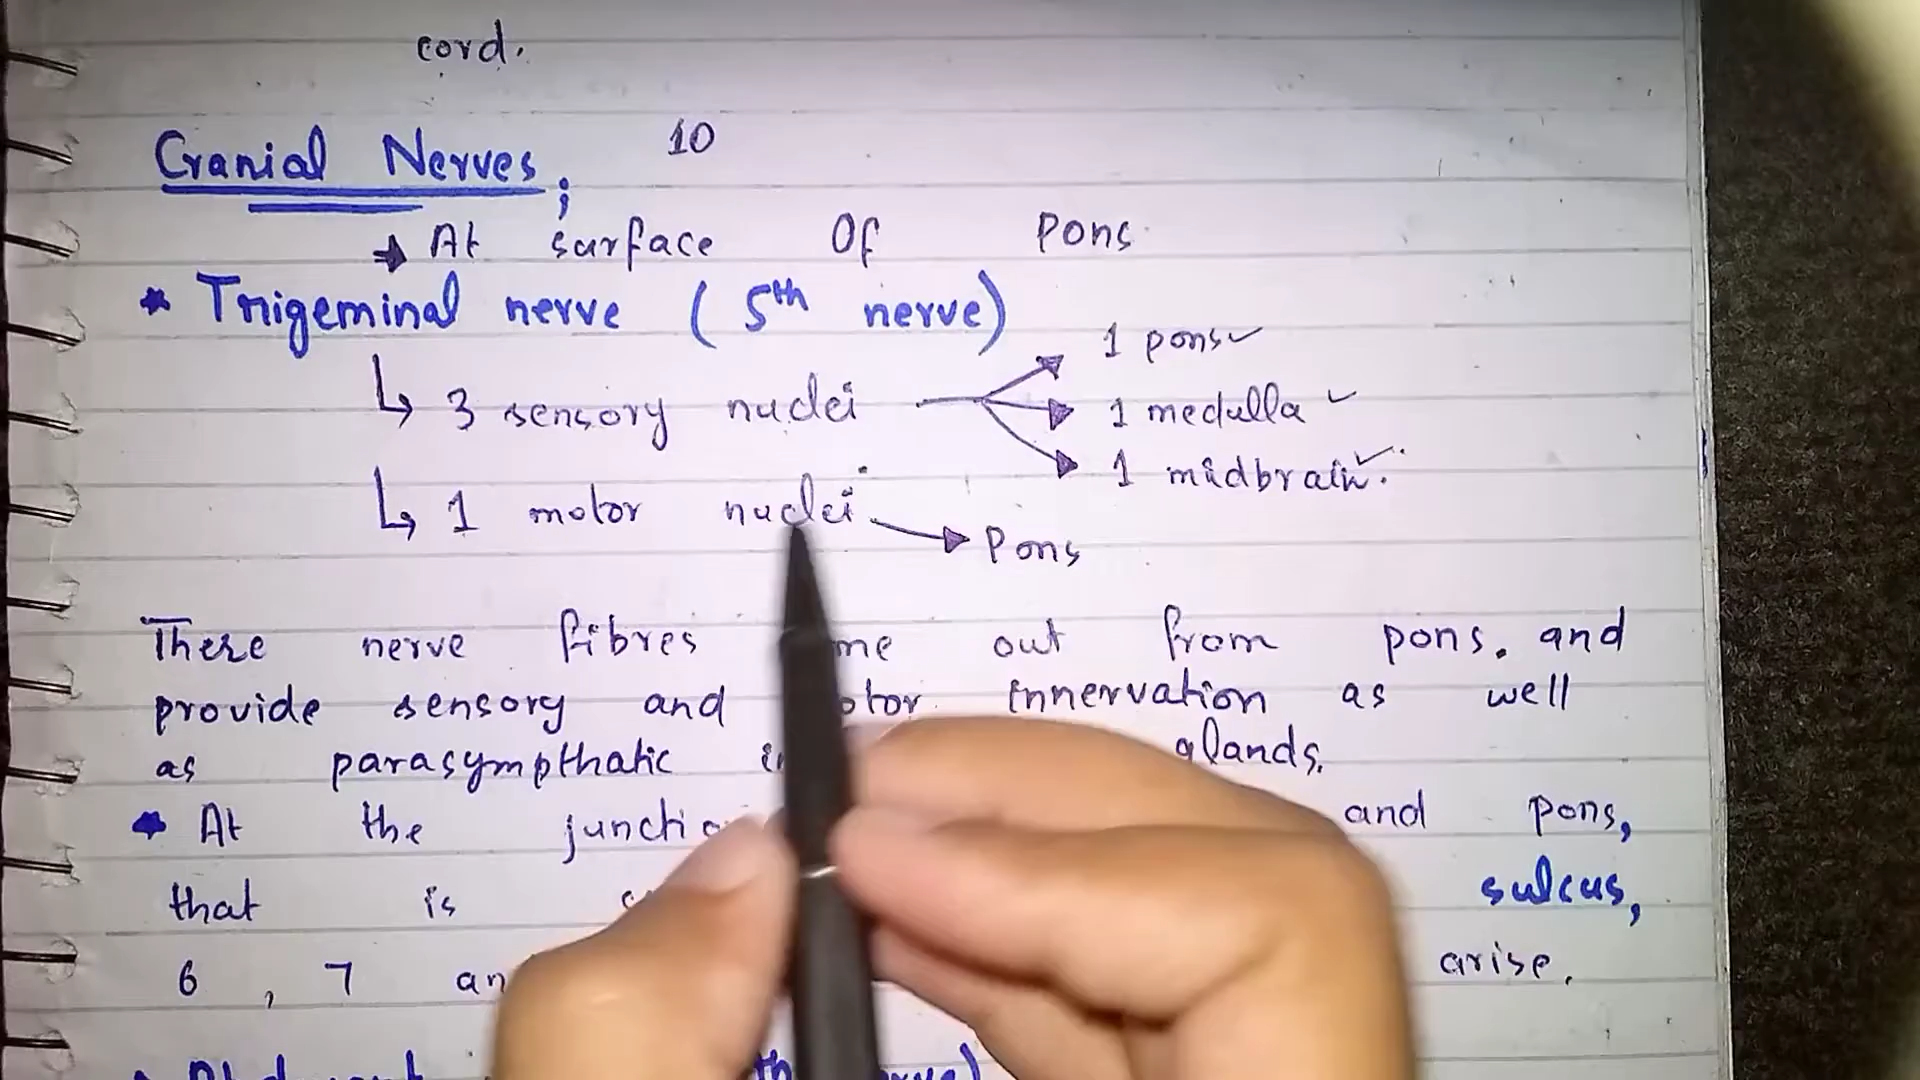 cord.
Cranial Nerves; 10
→ At surface Of Pons
* Trigeminal nerve (5th nerve)
↳ 3 sensory nuclei → 1 pons✓
→ 1 medulla ✓
→ 1 midbrain✓.
↳ 1 motor nuclei → Pons
There nerve fibres out from pons. and
provide sensory and innervation as well
as parasympthatic glands.
* At the and pons,
that is sulcus,
6, 7 arise.